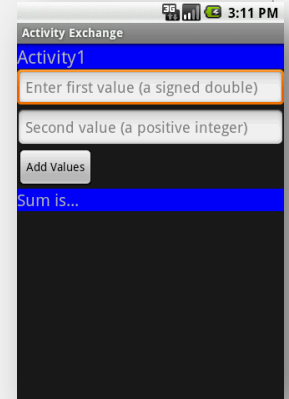 3G 3:11 PM
Activity Exchange
Activity1
Enter first value (a signed double)
Second value (a positive integer)
Add Values
Sum is...